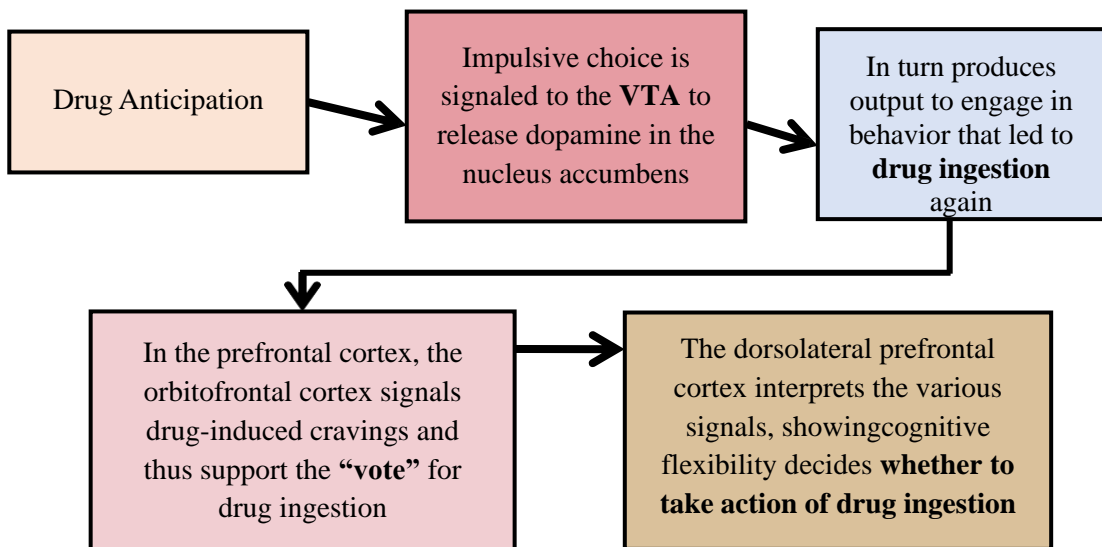 Drug Anticipation
Impulsive choice is
signaled to the VTA to
release dopamine in the
nucleus accumbens
In turn produces
output to engage in
behavior that led to
drug ingestion
again
In the prefrontal cortex, the
orbitofrontal cortex signals
drug-induced cravings and
thus support the “vote” for
drug ingestion
The dorsolateral prefrontal
cortex interprets the various
signals, showingcognitive
flexibility decides whether to
take action of drug ingestion